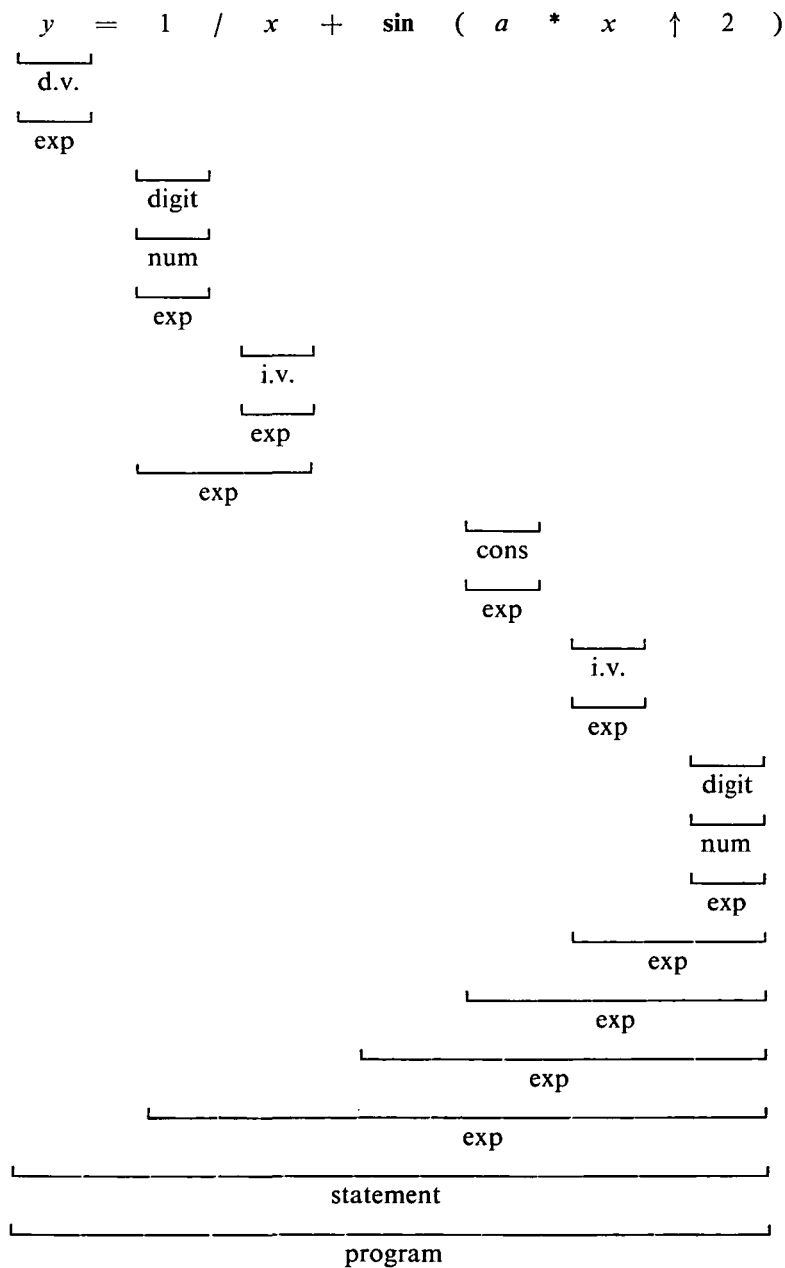 y = 1 / x + sin ( a * x ↑ 2 )
d.v.
exp
digit
num
exp
i.v.
exp
exp
cons
exp
i.v.
exp
digit
num
exp
exp
exp
exp
exp
statement
program